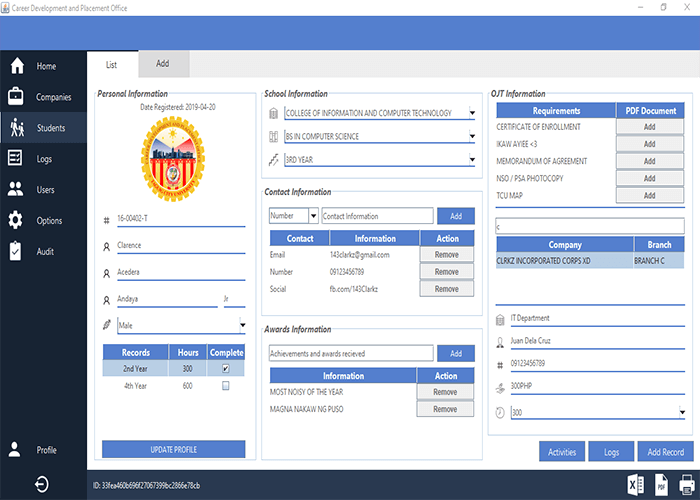 Career Development and Placement Office
Home
Companies
Students
Logs
Users
Options
Audit
Profile
List
Add
Personal Information
Date Registered: 2019-04-20
# 16-00402-T
Clarence
Acedera
Andaya Jr
Male
Records Hours Complete
2nd Year 300
4th Year 600
UPDATE PROFILE
School Information
COLLEGE OF INFORMATION AND COMPUTER TECHNOLOGY
BS IN COMPUTER SCIENCE
3RD YEAR
Contact Information
Number Contact Information Add
Contact Information Action
Email 143clarkz@gmail.com Remove
Number 09123456789 Remove
Social fb.com/143Clarkz Remove
Awards Information
Achievements and awards recieved Add
Information Action
MOST NOISY OF THE YEAR Remove
MAGNA NAKAW NG PUSO Remove
OJT Information
Requirements PDF Document
CERTIFICATE OF ENROLLMENT Add
IKAW AYIEE <3 Add
MEMORANDUM OF AGREEMENT Add
NSO / PSA PHOTOCOPY Add
TCU MAP Add
c
Company Branch
CLRKZ INCORPORATED CORPS XD BRANCH C
IT Department
Juan Dela Cruz
# 09123456789
300PHP
300
Activities Logs Add Record
ID: 33fea460b696f27067399bc2866e78cb
PDF